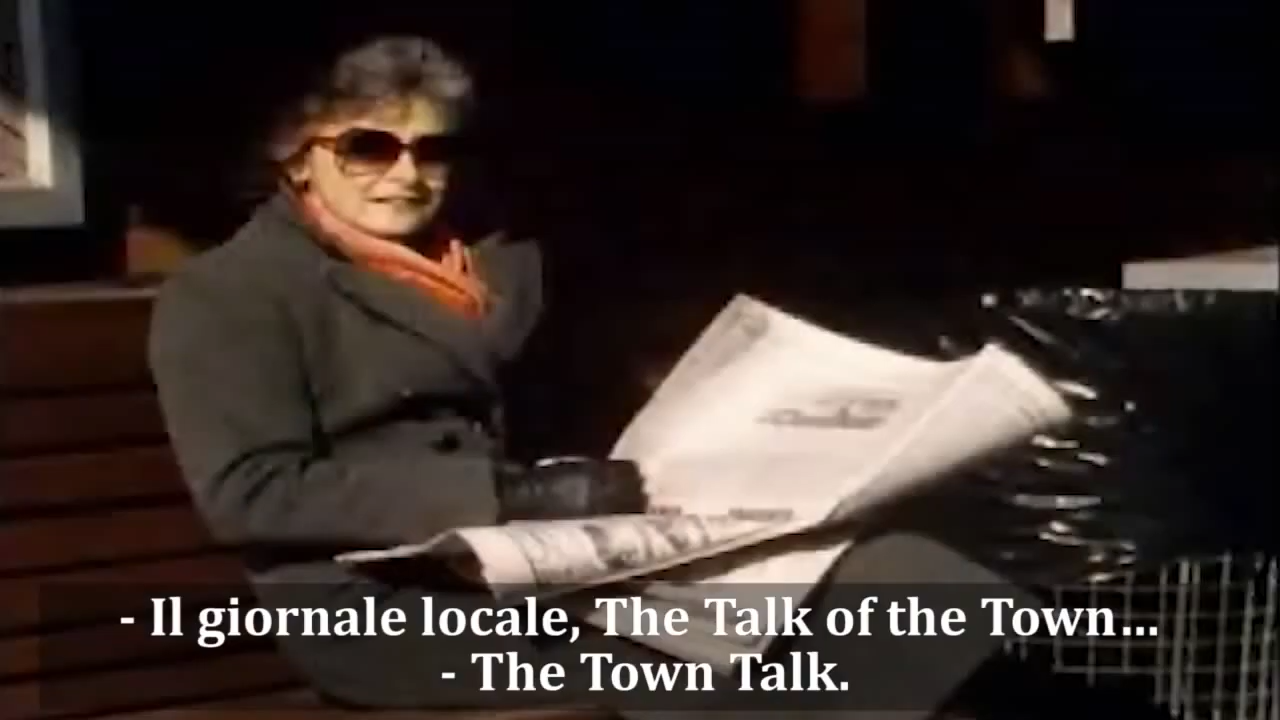 - Il giornale locale, The Talk of the Town...
- The Town Talk.